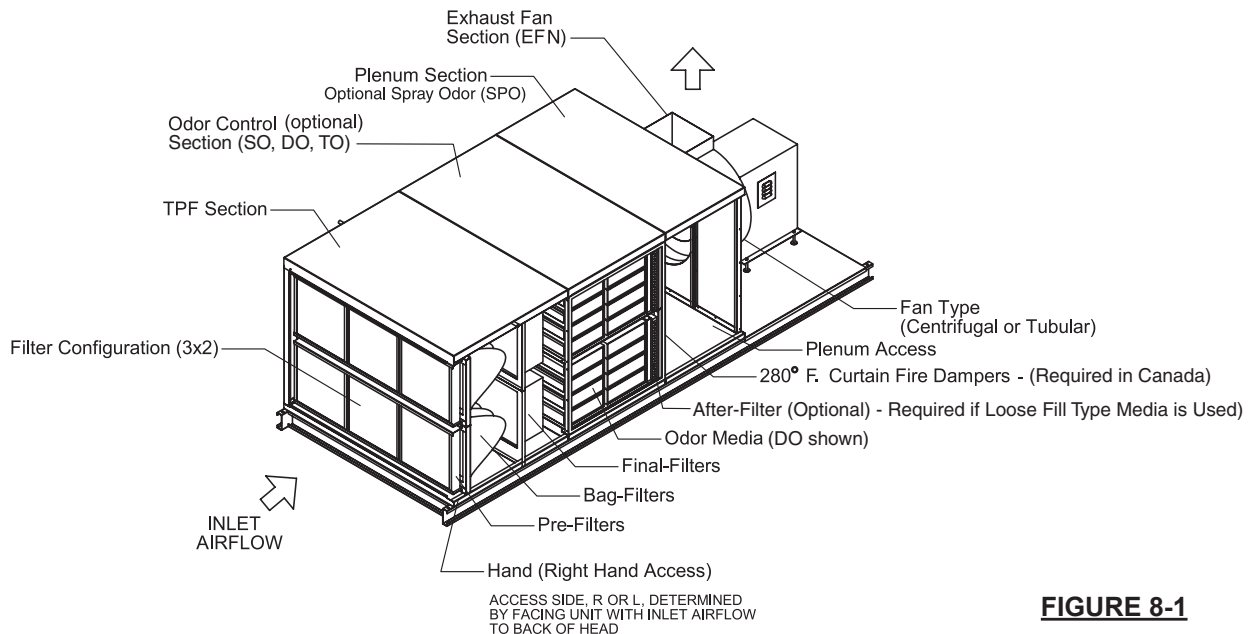 Exhaust Fan
Section (EFN)
Plenum Section
Optional Spray Odor (SPO)
Odor Control (optional)
Section (SO, DO, TO)
TPF Section
Filter Configuration (3x2)
INLET
AIRFLOW
Fan Type
(Centrifugal or Tubular)
Plenum Access
280° F. Curtain Fire Dampers - (Required in Canada)
After-Filter (Optional) - Required if Loose Fill Type Media is Used)
Odor Media (DO shown)
Final-Filters
Bag-Filters
Pre-Filters
Hand (Right Hand Access)
ACCESS SIDE, R OR L, DETERMINED
BY FACING UNIT WITH INLET AIRFLOW
TO BACK OF HEAD
FIGURE 8-1